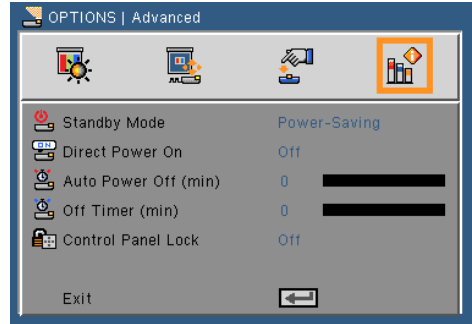 OPTIONS | Advanced
Standby Mode Power-Saving
Direct Power On Off
Auto Power Off (min) 0
Off Timer (min) 0
Control Panel Lock Off
Exit